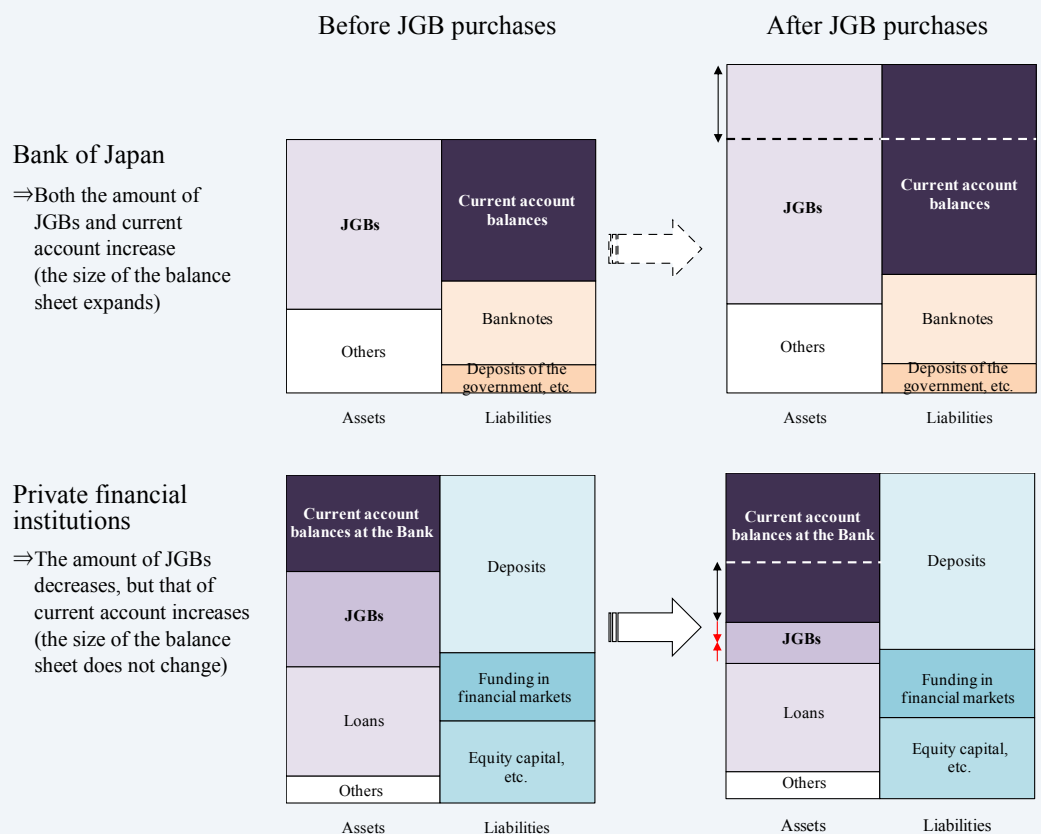 Before JGB purchases
After JGB purchases
Bank of Japan
⇒Both the amount of
JGBs and current
account increase
(the size of the balance
sheet expands)
JGBs
Others
Current account
balances
Banknotes
Deposits of the
government, etc.
Assets
Liabilities
JGBs
Others
Current account
balances
Banknotes
Deposits of the
government, etc.
Assets
Liabilities
Private financial
institutions
⇒The amount of JGBs
decreases, but that of
current account increases
(the size of the balance
sheet does not change)
Current account
balances at the Bank
JGBs
Loans
Others
Deposits
Funding in
financial markets
Equity capital,
etc.
Assets
Liabilities
Current account
balances at the Bank
JGBs
Loans
Others
Deposits
Funding in
financial markets
Equity capital,
etc.
Assets
Liabilities